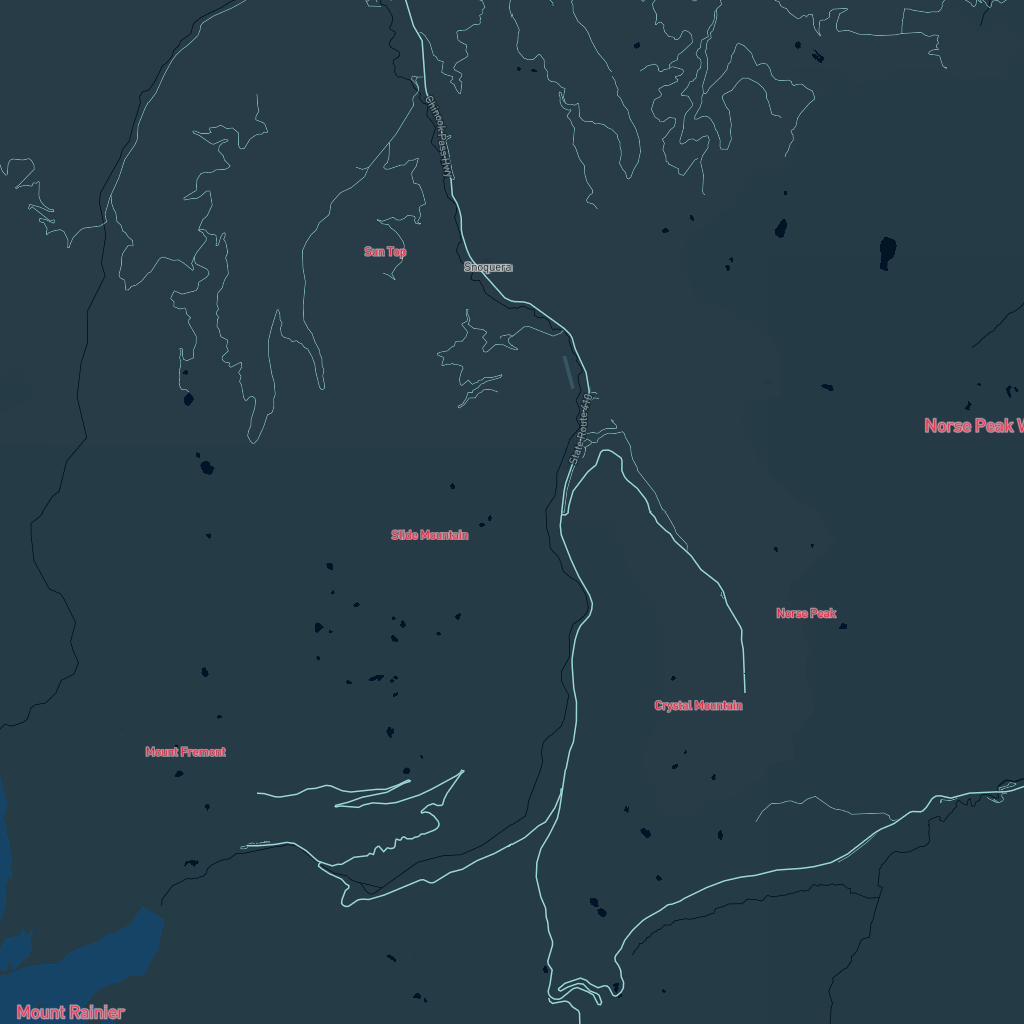 Chinook Pass Hwy
Sun Top
Snoquera
State Route 410
Norse Peak W
Slide Mountain
Norse Peak
Crystal Mountain
Mount Fremont
Mount Rainier